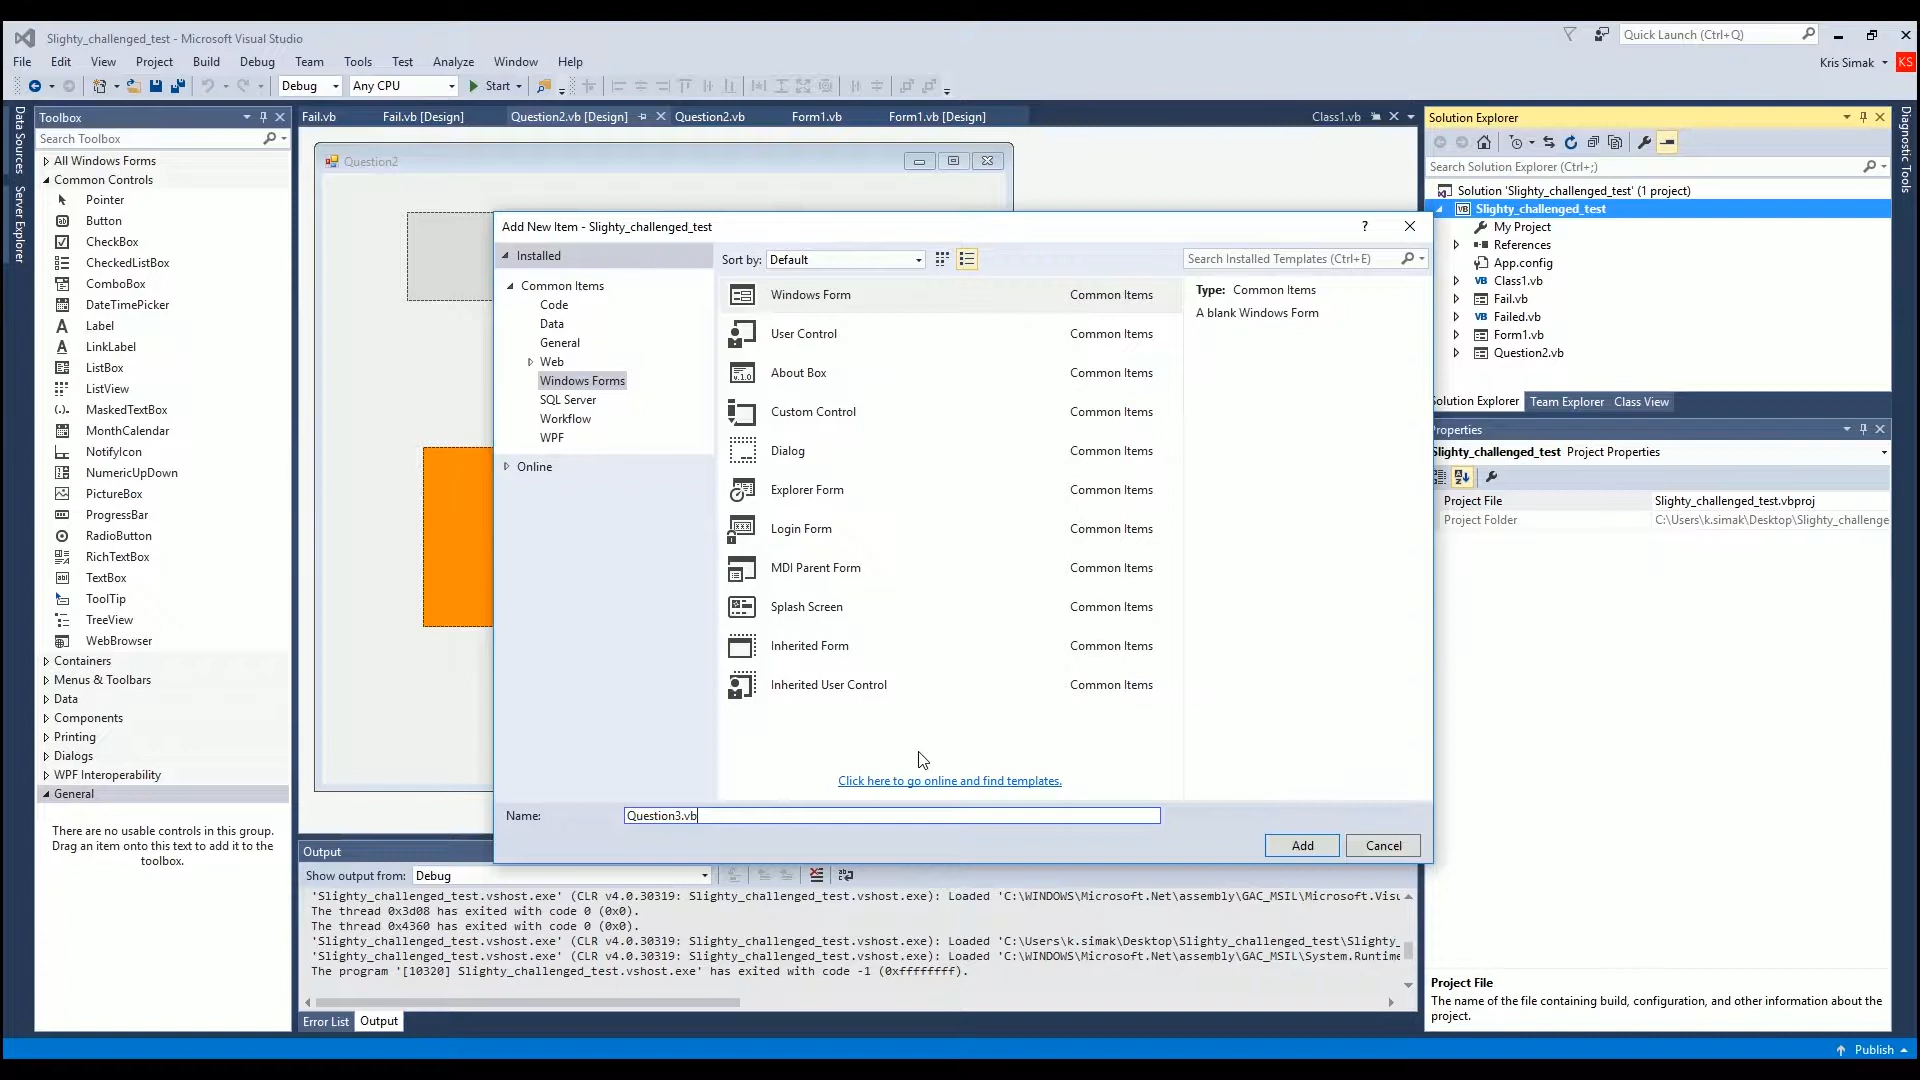 Slighty_challenged_test - Microsoft Visual Studio
Quick Launch (Ctrl+Q)
File Edit View Project Build Debug Team Tools Test Analyze Window Help
Kris Simak KS
Debug Any CPU Start
Data Sources
Server Explorer
Toolbox
Search Toolbox
All Windows Forms
Common Controls
Pointer
Button
CheckBox
CheckedListBox
ComboBox
DateTimePicker
Label
LinkLabel
ListBox
ListView
MaskedTextBox
MonthCalendar
NotifyIcon
NumericUpDown
PictureBox
ProgressBar
RadioButton
RichTextBox
TextBox
ToolTip
TreeView
WebBrowser
Containers
Menus & Toolbars
Data
Components
Printing
Dialogs
WPF Interoperability
General
There are no usable controls in this group.
Drag an item onto this text to add it to the
toolbox.
Fail.vb Fail.vb [Design] Question2.vb [Design] Question2.vb Form1.vb Form1.vb [Design] Class1.vb
Question2
Add New Item - Slighty_challenged_test
Installed
Common Items
Code
Data
General
Web
Windows Forms
SQL Server
Workflow
WPF
Online
Sort by: Default
Search Installed Templates (Ctrl+E)
Windows Form Common Items
User Control Common Items
About Box Common Items
Custom Control Common Items
Dialog Common Items
Explorer Form Common Items
Login Form Common Items
MDI Parent Form Common Items
Splash Screen Common Items
Inherited Form Common Items
Inherited User Control Common Items
Type: Common Items
A blank Windows Form
Click here to go online and find templates.
Name: Question3.vb
Add Cancel
Output
Show output from: Debug
'Slighty_challenged_test.vshost.exe' (CLR v4.0.30319: Slighty_challenged_test.vshost.exe): Loaded 'C:\WINDOWS\Microsoft.Net\assembly\GAC_MSIL\Microsoft.Visu
The thread 0x3d08 has exited with code 0 (0x0).
The thread 0x4360 has exited with code 0 (0x0).
'Slighty_challenged_test.vshost.exe' (CLR v4.0.30319: Slighty_challenged_test.vshost.exe): Loaded 'C:\Users\k.simak\Desktop\Slighty_challenged_test\Slighty_
'Slighty_challenged_test.vshost.exe' (CLR v4.0.30319: Slighty_challenged_test.vshost.exe): Loaded 'C:\WINDOWS\Microsoft.Net\assembly\GAC_MSIL\System.Runtime
The program '[10320] Slighty_challenged_test.vshost.exe' has exited with code -1 (0xffffffff).
Error List Output
Solution Explorer
Search Solution Explorer (Ctrl+;)
Solution 'Slighty_challenged_test' (1 project)
Slighty_challenged_test
My Project
References
App.config
Class1.vb
Fail.vb
Failed.vb
Form1.vb
Question2.vb
Solution Explorer Team Explorer Class View
Properties
Slighty_challenged_test Project Properties
Project File Slighty_challenged_test.vbproj
Project Folder C:\Users\k.simak\Desktop\Slighty_challenge
Project File
The name of the file containing build, configuration, and other information about the
project.
Diagnostic Tools
Publish